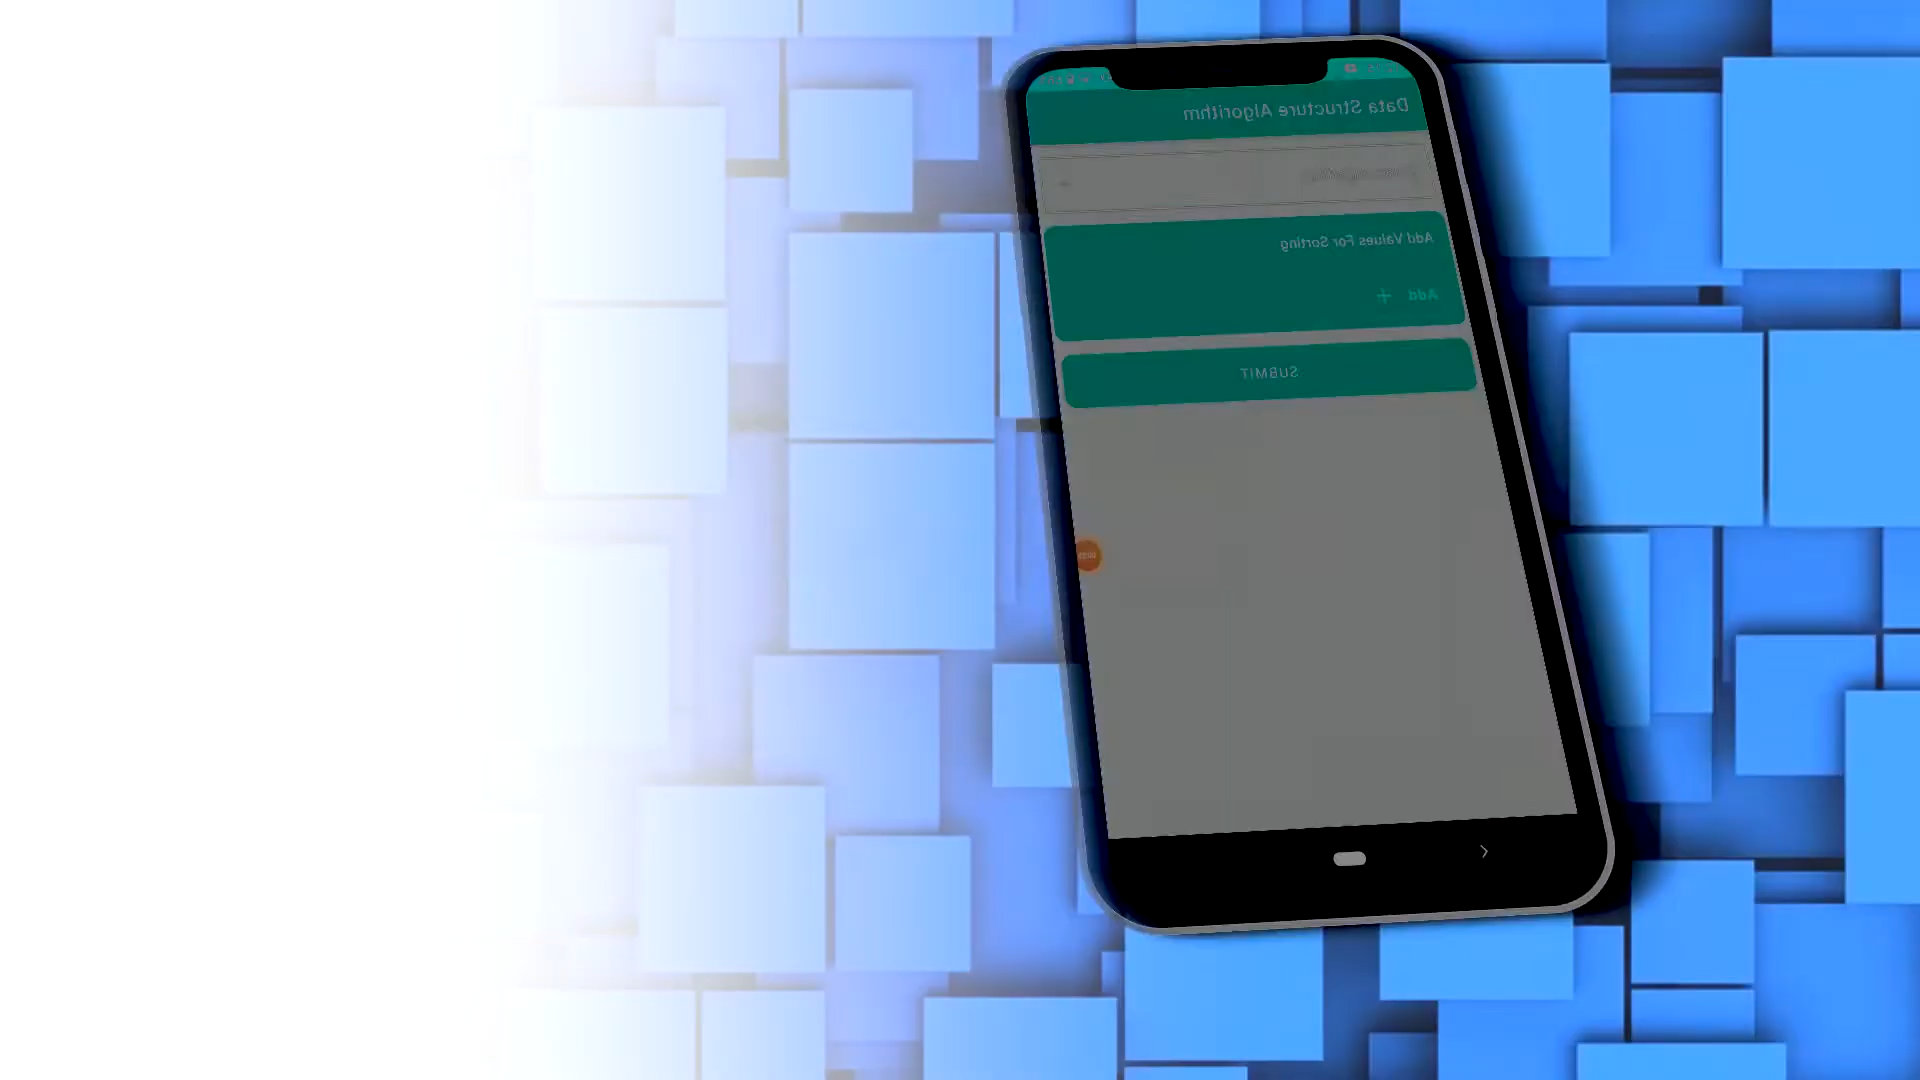 Data Structure Algorithm
Add Values For Sorting
Add +
SUBMIT